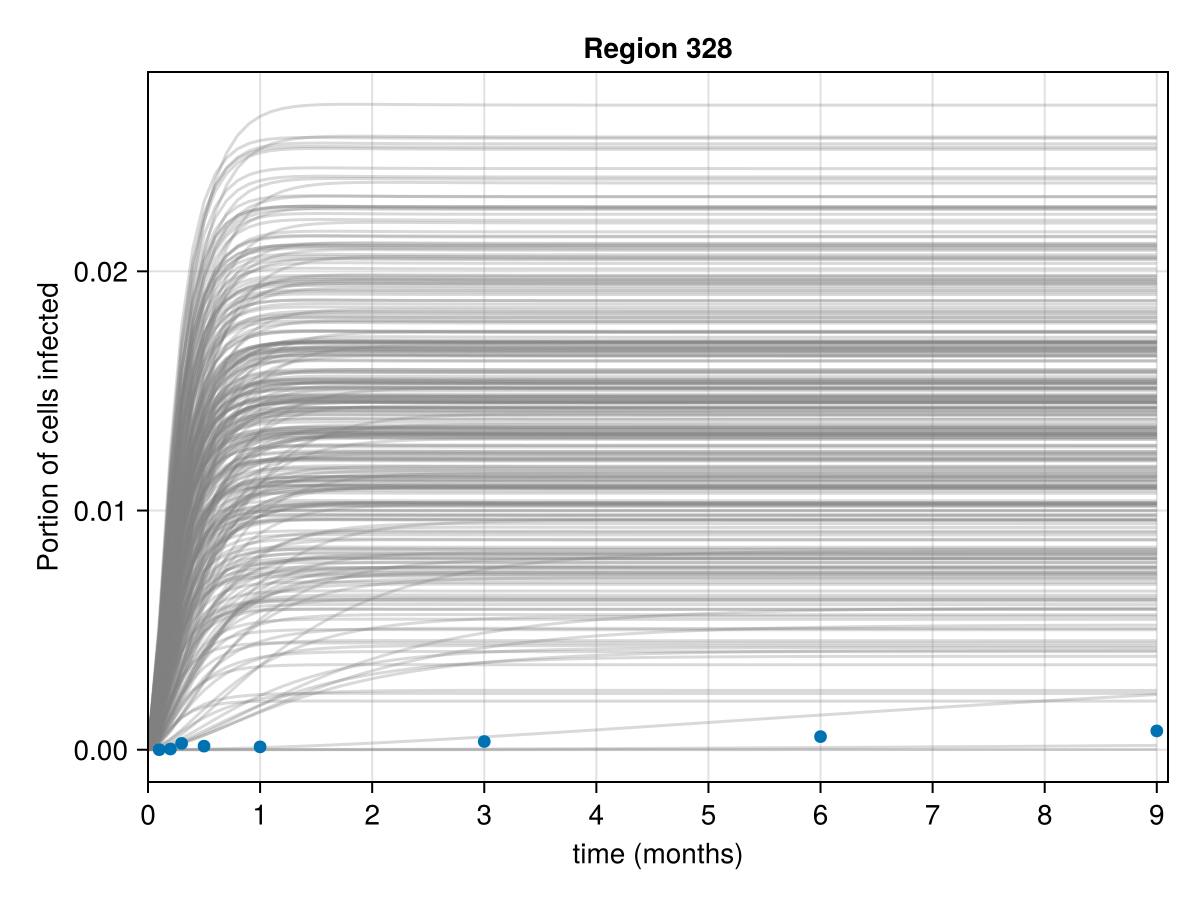 Region 328
Portion of cells infected
0.02
0.01
0.00
0 1 2 3 4 5 6 7 8 9
time (months)